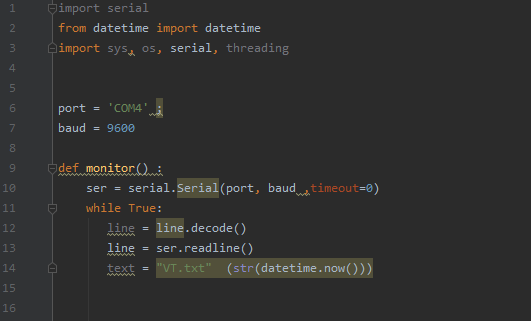 1 import serial
2 from datetime import datetime
3 import sys, os, serial, threading
4
5
6 port = 'COM4' ;
7 baud = 9600
8
9 def monitor() :
10 ser = serial.Serial(port, baud ,timeout=0)
11 while True:
12 line = line.decode()
13 line = ser.readline()
14 text = "VT.txt"  (str(datetime.now()))
15
16